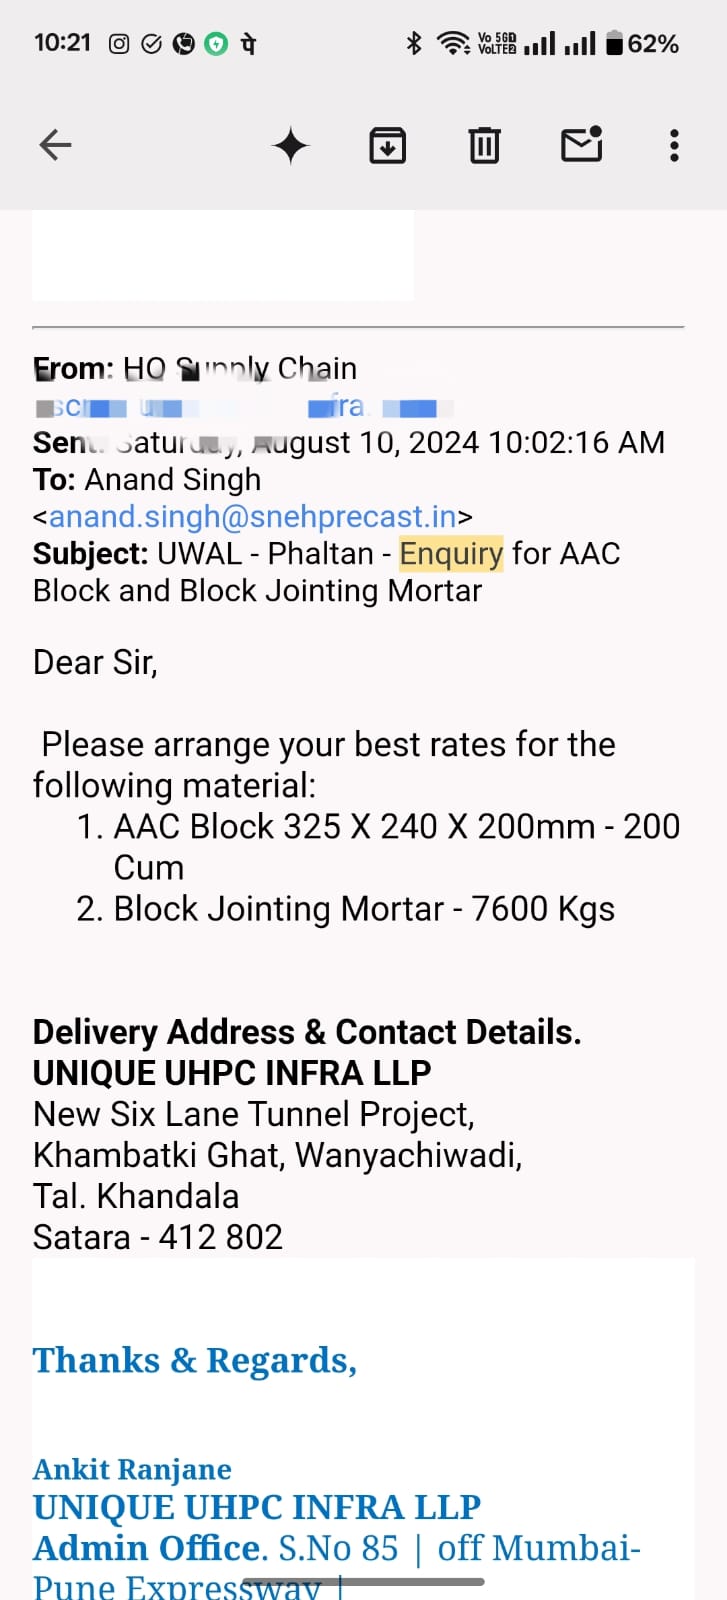 10:21 पे Vo 5GD VoLTE2 62%
From: HO Supply Chain
Sent: Saturday, August 10, 2024 10:02:16 AM
To: Anand Singh
<anand.singh@snehprecast.in>
Subject: UWAL - Phaltan - Enquiry for AAC
Block and Block Jointing Mortar
Dear Sir,
Please arrange your best rates for the
following material:
1. AAC Block 325 X 240 X 200mm - 200
Cum
2. Block Jointing Mortar - 7600 Kgs
Delivery Address & Contact Details.
UNIQUE UHPC INFRA LLP
New Six Lane Tunnel Project,
Khambatki Ghat, Wanyachiwadi,
Tal. Khandala
Satara - 412 802
Thanks & Regards,
Ankit Ranjane
UNIQUE UHPC INFRA LLP
Admin Office. S.No 85 | off Mumbai-
Pune Expressway |